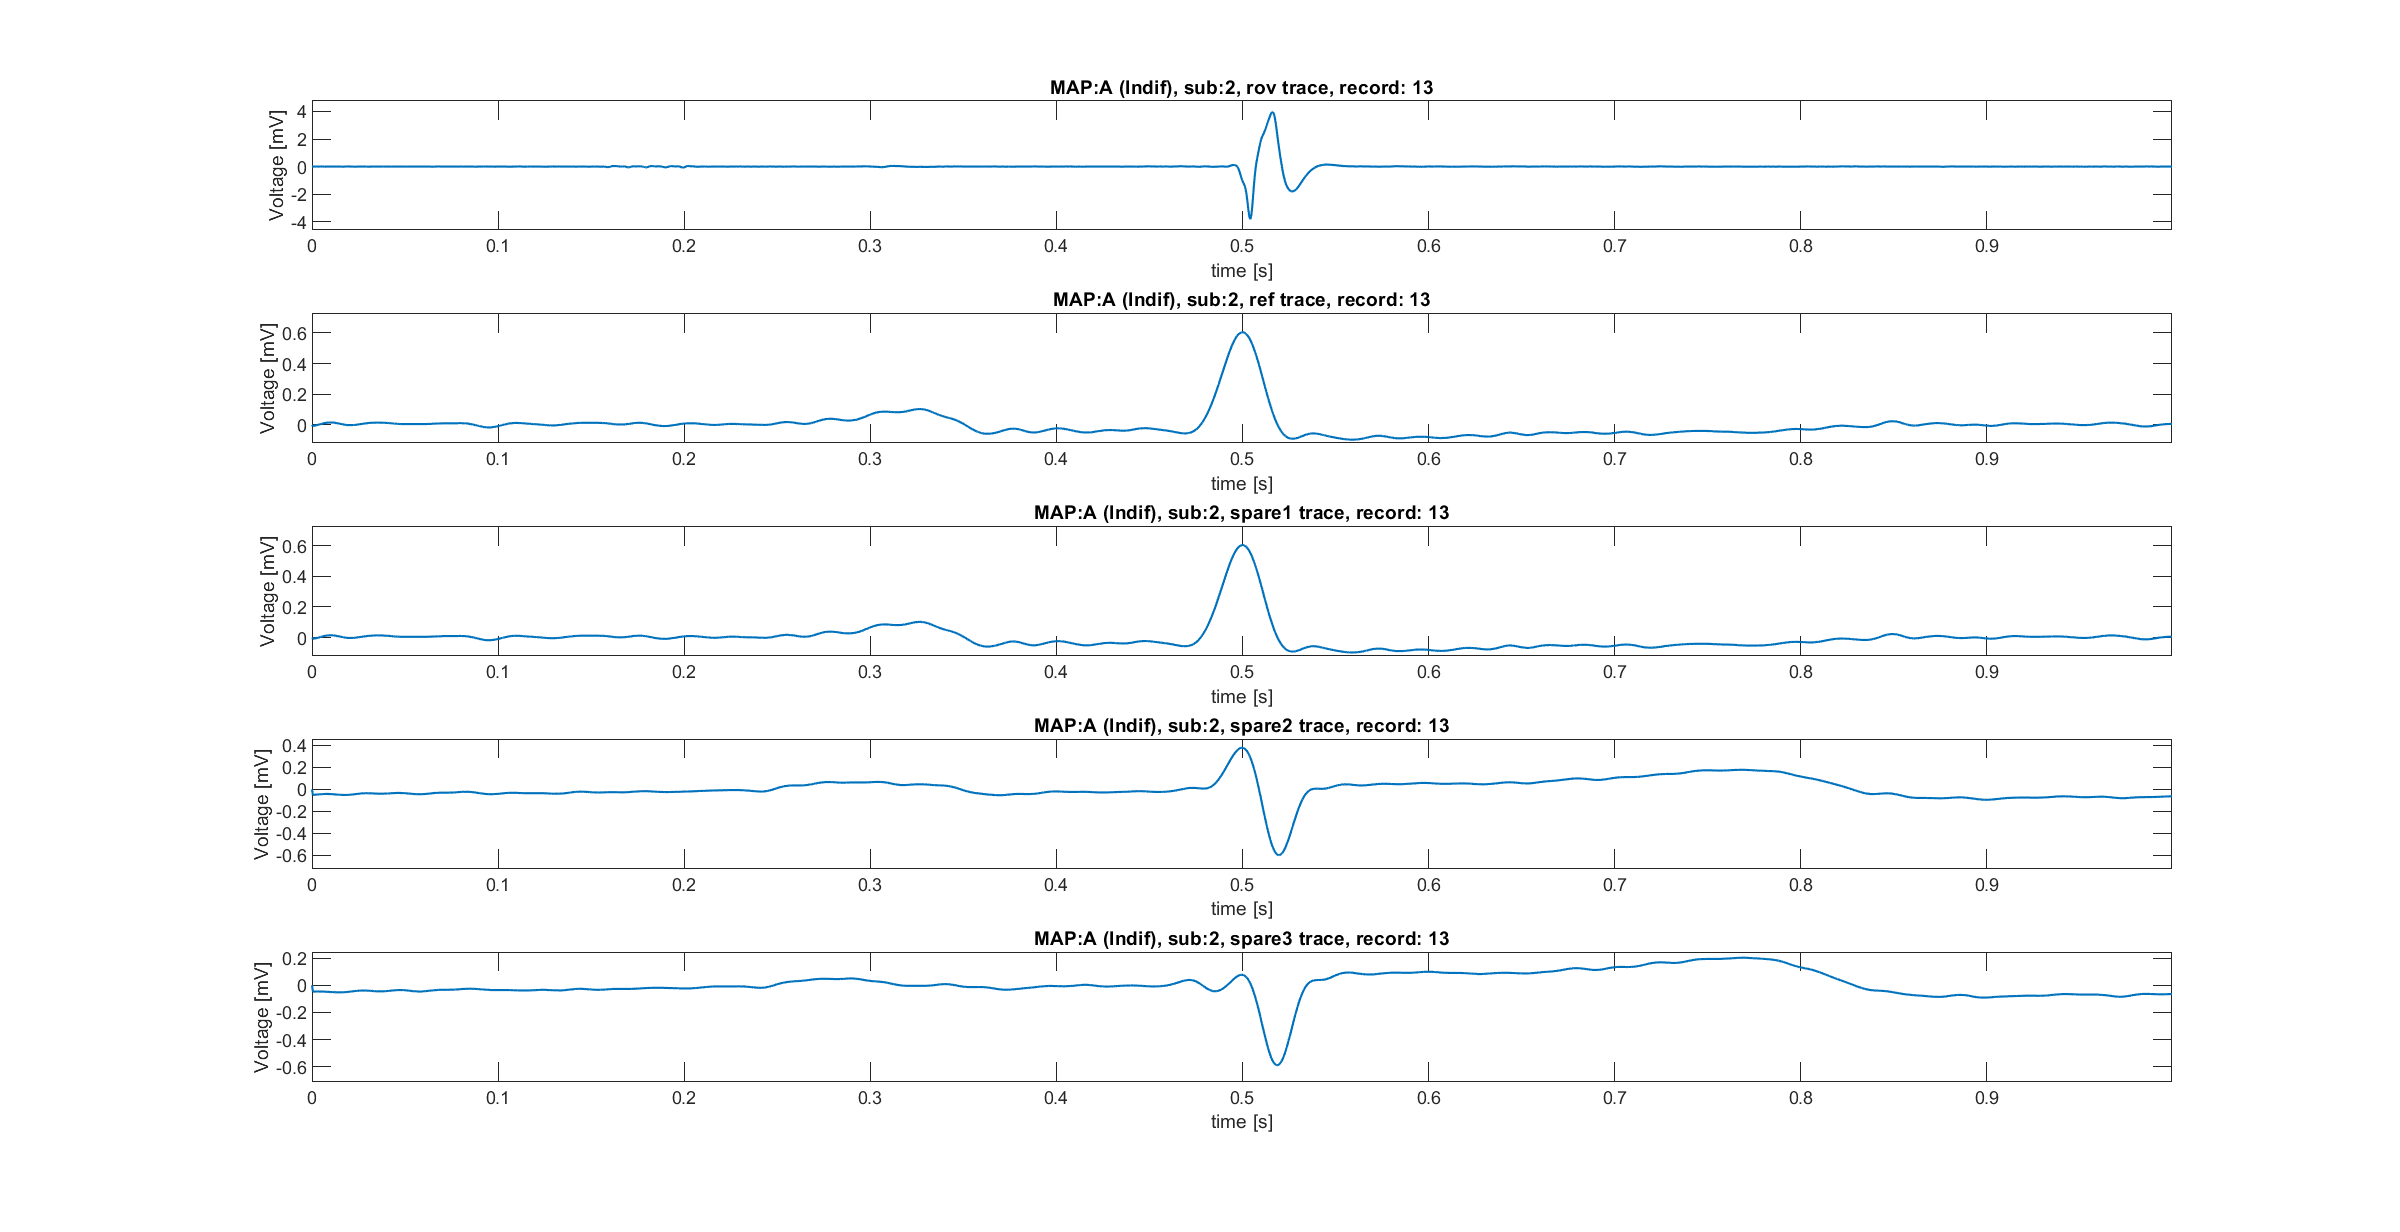 MAP:A (Indif), sub:2, rov trace, record: 13
Voltage [mV]
4
2
0
-2
-4
0 0.1 0.2 0.3 0.4 0.5 0.6 0.7 0.8 0.9
time [s]
MAP:A (Indif), sub:2, ref trace, record: 13
Voltage [mV]
0.6
0.4
0.2
0
0 0.1 0.2 0.3 0.4 0.5 0.6 0.7 0.8 0.9
time [s]
MAP:A (Indif), sub:2, spare1 trace, record: 13
Voltage [mV]
0.6
0.4
0.2
0
0 0.1 0.2 0.3 0.4 0.5 0.6 0.7 0.8 0.9
time [s]
MAP:A (Indif), sub:2, spare2 trace, record: 13
Voltage [mV]
0.4
0.2
0
-0.2
-0.4
-0.6
0 0.1 0.2 0.3 0.4 0.5 0.6 0.7 0.8 0.9
time [s]
MAP:A (Indif), sub:2, spare3 trace, record: 13
Voltage [mV]
0.2
0
-0.2
-0.4
-0.6
0 0.1 0.2 0.3 0.4 0.5 0.6 0.7 0.8 0.9
time [s]